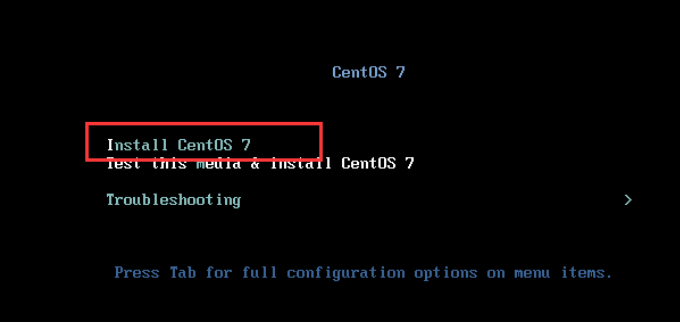 CentOS 7
Install CentOS 7
Test this media & install CentOS 7
Troubleshooting >
Press Tab for full configuration options on menu items.